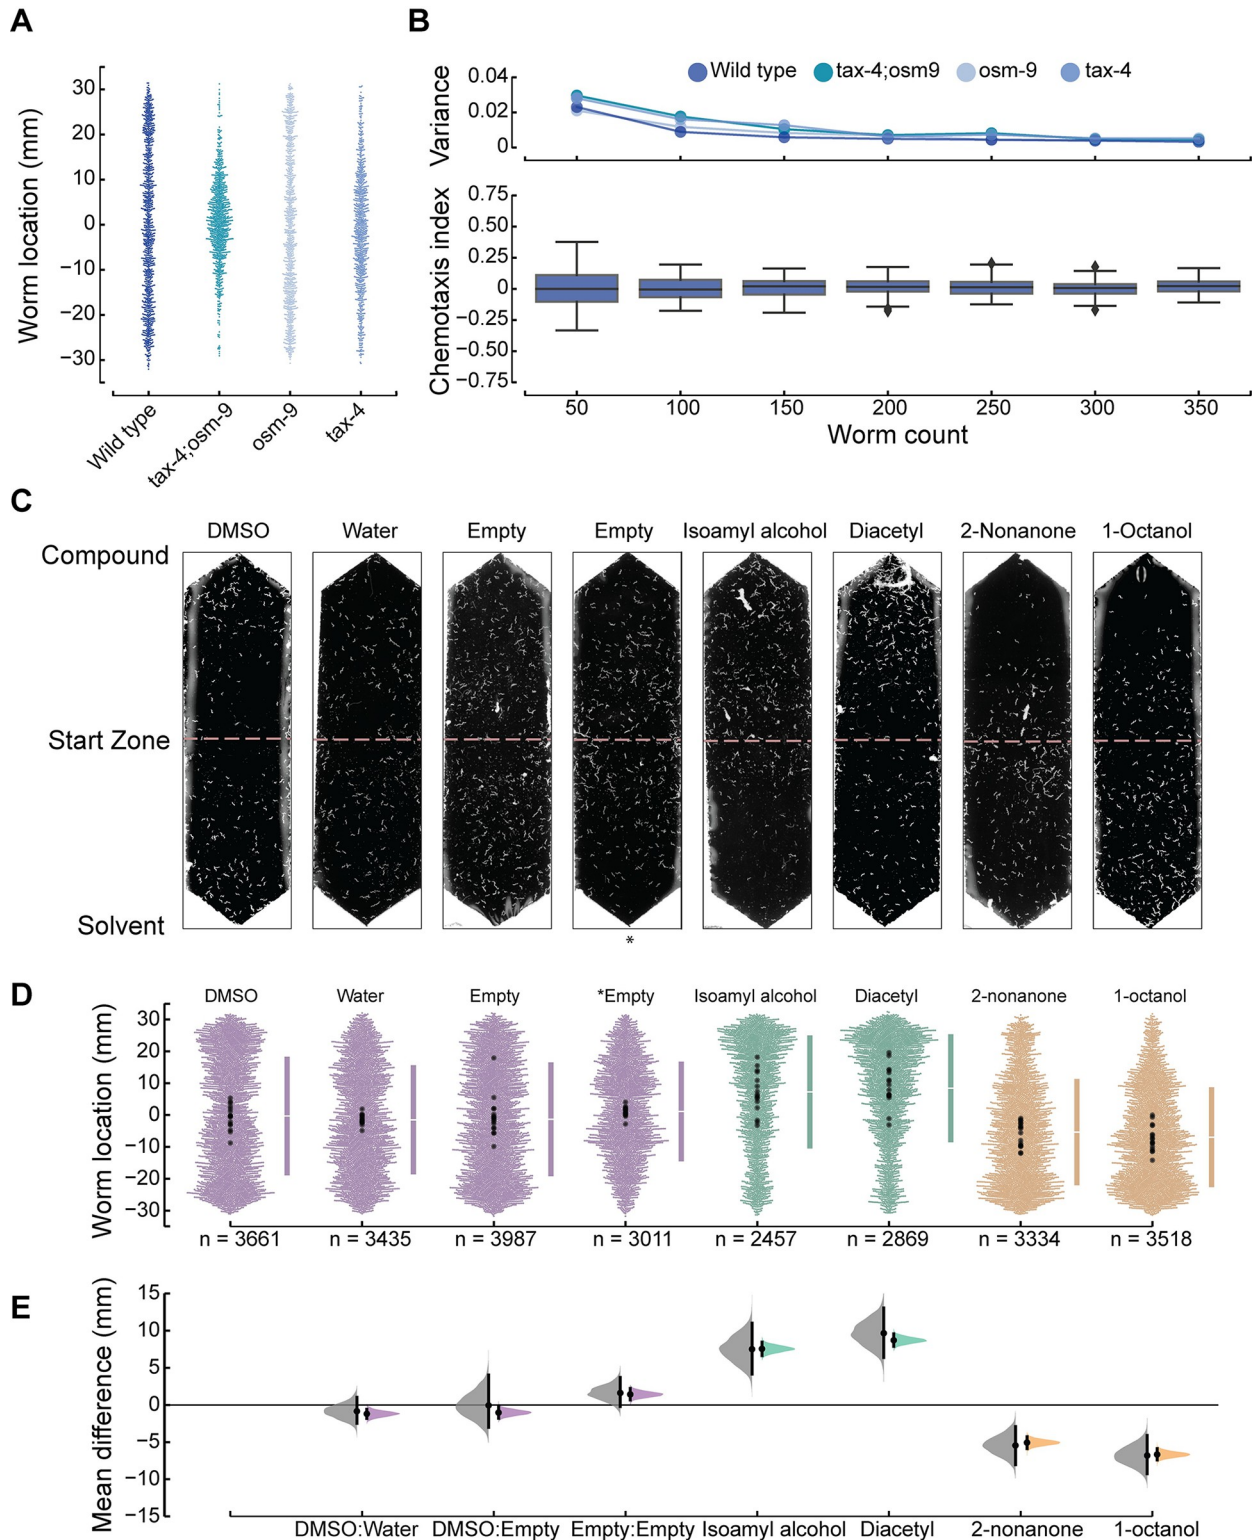 A
Worm location (mm)
30
20
10
0
−10
−20
−30
Wild type
tax-4;osm-9
osm-9
tax-4
B
Wild type tax-4;osm9 osm-9 tax-4
Variance
0.04
0.02
0
Chemotaxis index
0.75
0.50
0.25
0
−0.25
−0.50
−0.75
50 100 150 200 250 300 350
Worm count
C
DMSO Water Empty Empty Isoamyl alcohol Diacetyl 2-Nonanone 1-Octanol
Compound
Start Zone
Solvent
*
D
DMSO Water Empty *Empty Isoamyl alcohol Diacetyl 2-nonanone 1-octanol
Worm location (mm)
30
20
10
0
−10
−20
−30
n = 3661 n = 3435 n = 3987 n = 3011 n = 2457 n = 2869 n = 3334 n = 3518
E
Mean difference (mm)
15
10
5
0
−5
−10
−15
DMSO:Water DMSO:Empty Empty:Empty Isoamyl alcohol Diacetyl 2-nonanone 1-octanol